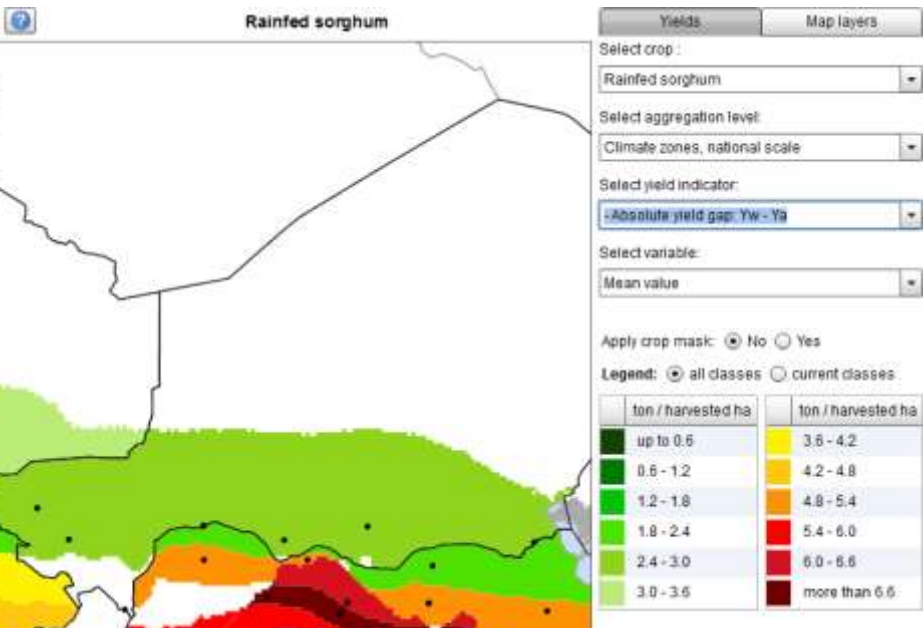 ?
Rainfed sorghum
Yields
Map layers
Select crop :
Rainfed sorghum
Select aggregation level:
Climate zones, national scale
Select yield indicator:
- Absolute yield gap: Yw - Ya
Select variable:
Mean value
Apply crop mask: No Yes
Legend: all classes current classes
ton / harvested ha
up to 0.6
0.6 - 1.2
1.2 - 1.8
1.8 - 2.4
2.4 - 3.0
3.0 - 3.6
ton / harvested ha
3.6 - 4.2
4.2 - 4.8
4.8 - 5.4
5.4 - 6.0
6.0 - 6.6
more than 6.6